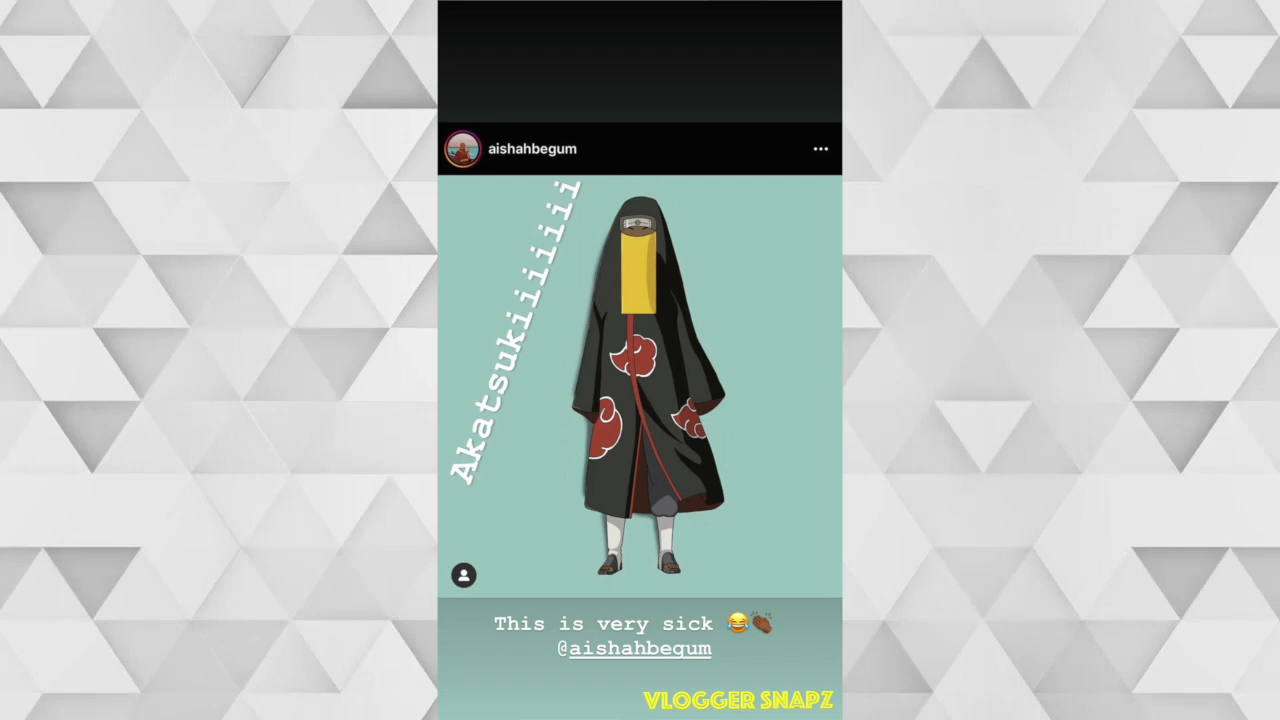 aishahbegum
Akatsukiiiiiii
This is very sick 😂👏🏾
@aishahbegum
VLOGGER SNAPZ